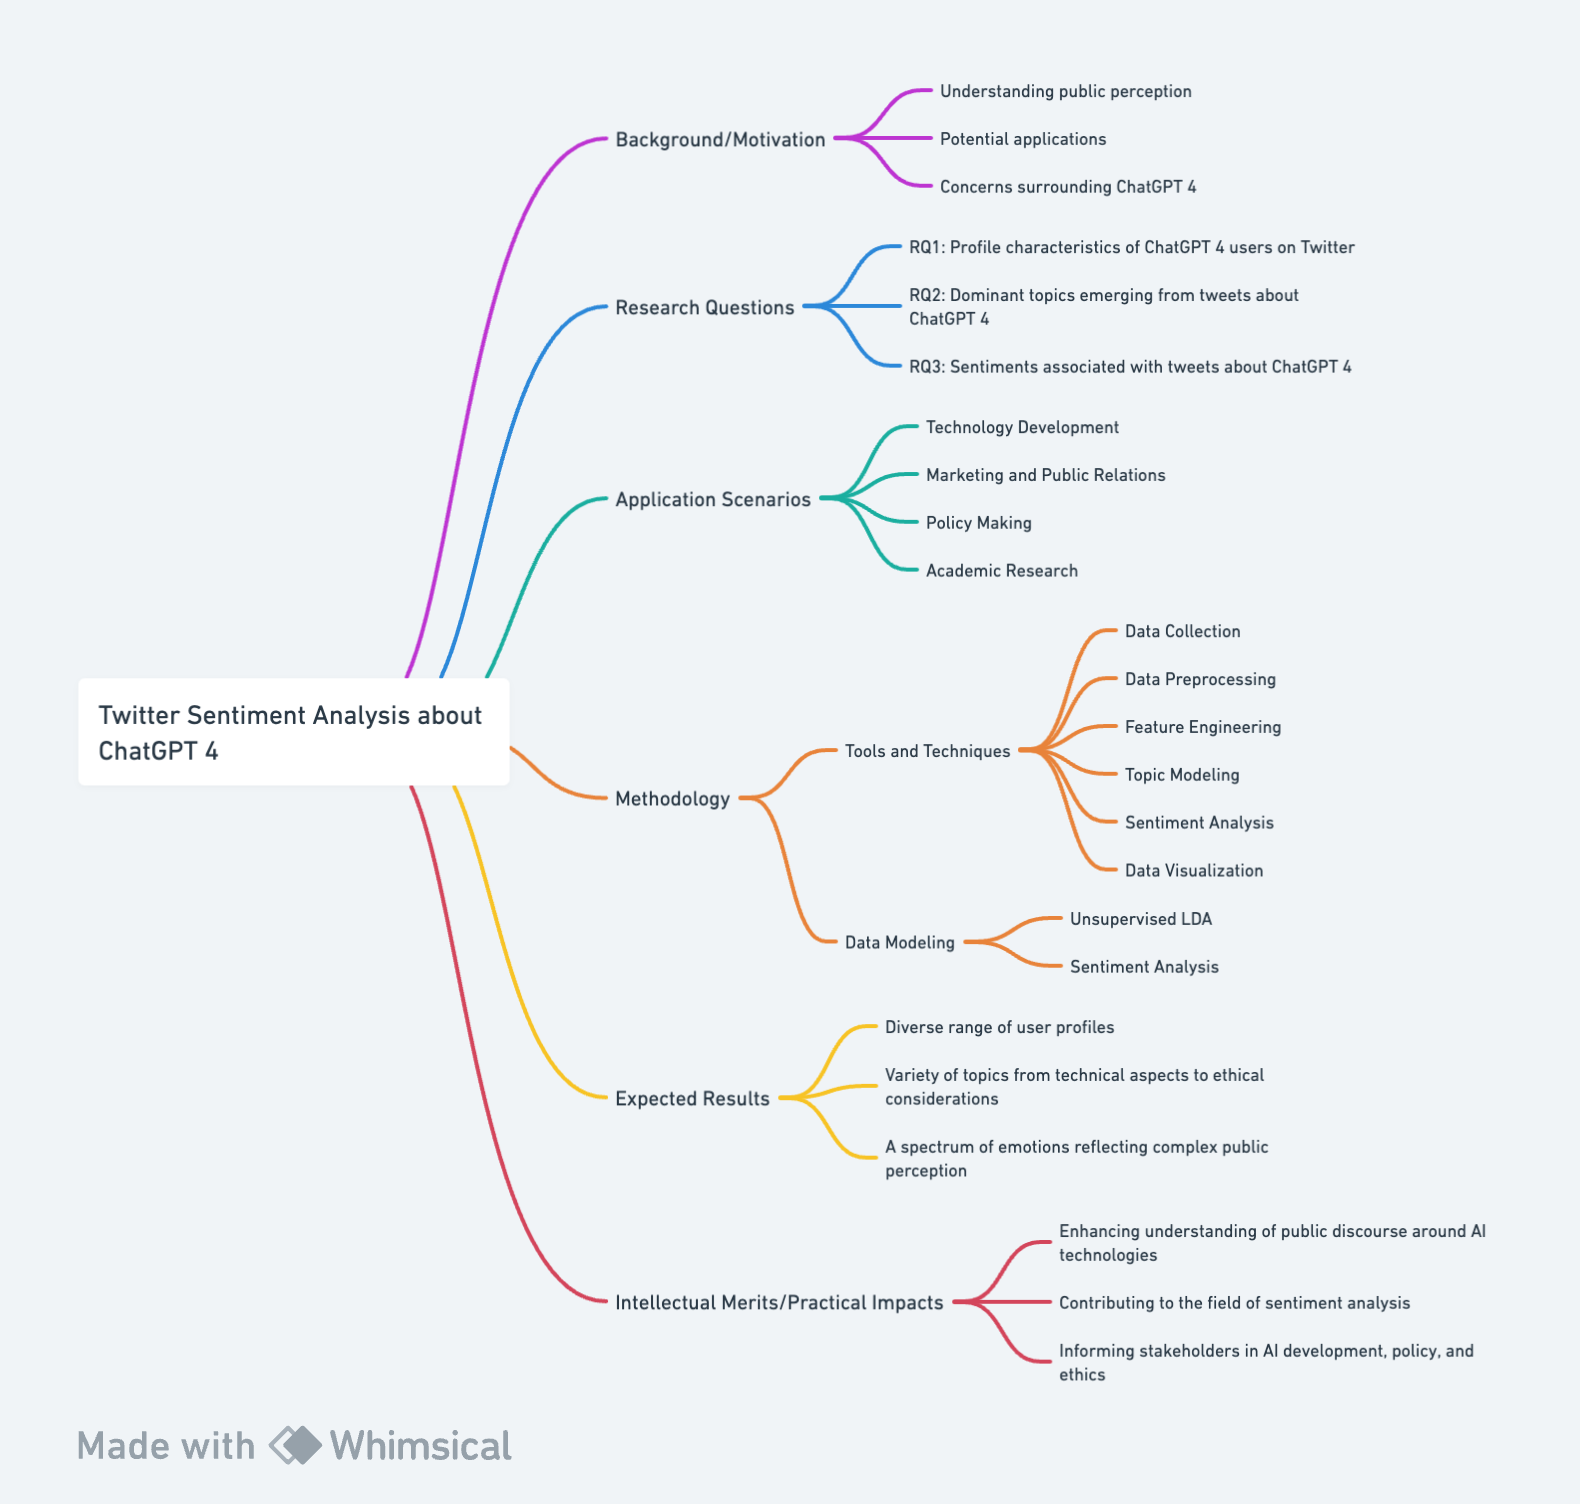 Understanding public perception
Background/Motivation
Potential applications
Concerns surrounding ChatGPT 4
RQ1: Profile characteristics of ChatGPT 4 users on Twitter
Research Questions
RQ2: Dominant topics emerging from tweets about
ChatGPT 4
RQ3: Sentiments associated with tweets about ChatGPT 4
Technology Development
Marketing and Public Relations
Application Scenarios
Policy Making
Academic Research
Twitter Sentiment Analysis about
ChatGPT 4
Methodology
Tools and Techniques
Data Collection
Data Preprocessing
Feature Engineering
Topic Modeling
Sentiment Analysis
Data Visualization
Data Modeling
Unsupervised LDA
Sentiment Analysis
Expected Results
Diverse range of user profiles
Variety of topics from technical aspects to ethical
considerations
A spectrum of emotions reflecting complex public
perception
Intellectual Merits/Practical Impacts
Enhancing understanding of public discourse around AI
technologies
Contributing to the field of sentiment analysis
Informing stakeholders in AI development, policy, and
ethics
Made with Whimsical